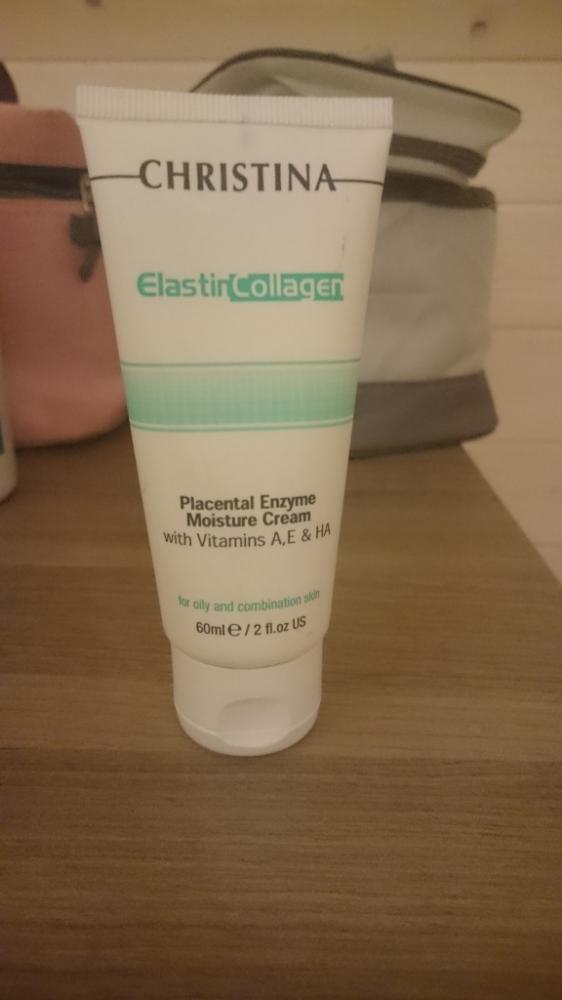 CHRISTINA
ElastinCollagen
Placental Enzyme
Moisture Cream
with Vitamins A,E & HA
for oily and combination skin
60ml ℮ / 2 fl.oz US